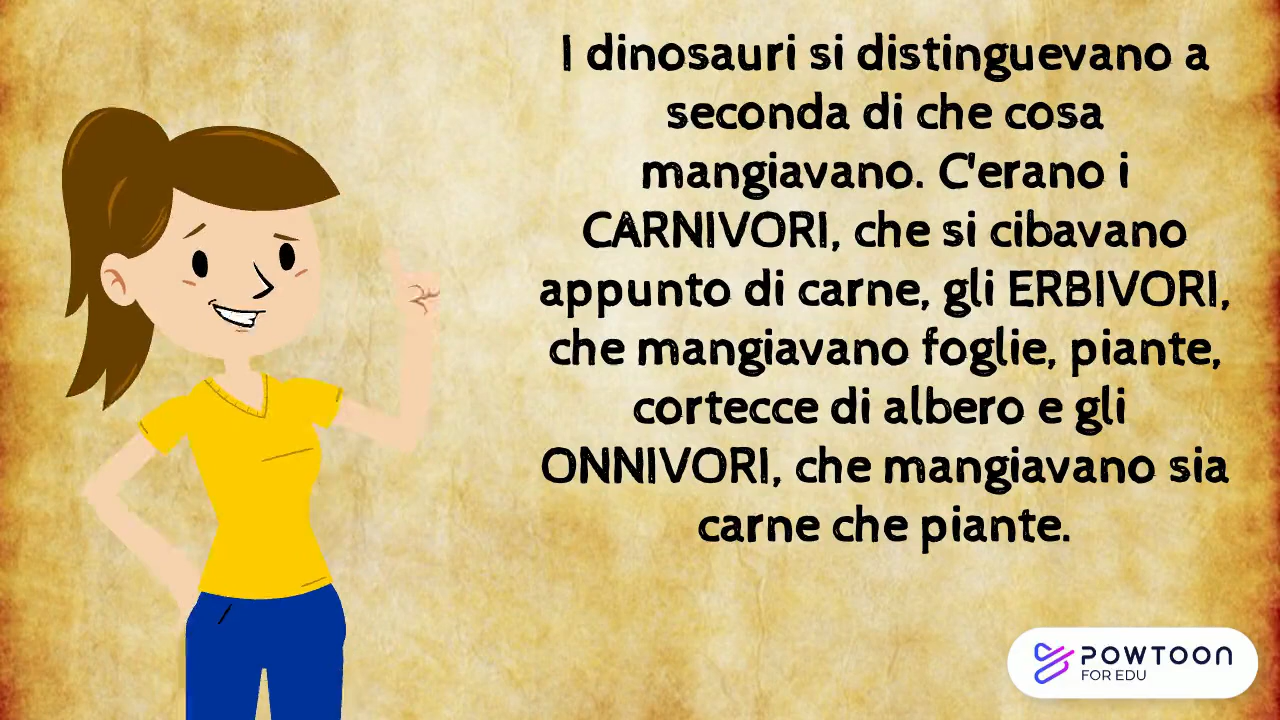 I dinosauri si distinguevano a
seconda di che cosa
mangiavano. C'erano i
CARNIVORI, che si cibavano
appunto di carne, gli ERBIVORI,
che mangiavano foglie, piante,
cortecce di albero e gli
ONNIVORI, che mangiavano sia
carne che piante.
POWTOON
FOR EDU